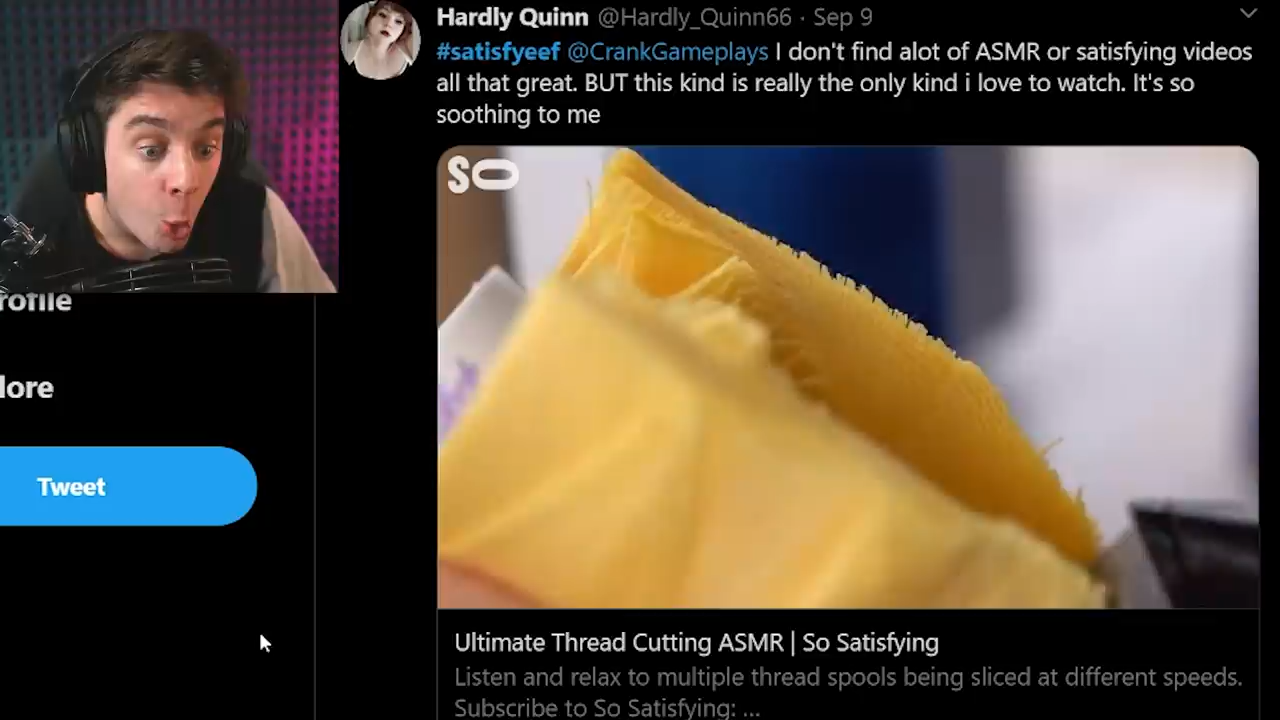 Hardly Quinn @Hardly_Quinn66 · Sep 9
#satisfyeef @CrankGameplays I don't find alot of ASMR or satisfying videos
all that great. BUT this kind is really the only kind i love to watch. It's so
soothing to me
SO
rofile
lore
Tweet
Ultimate Thread Cutting ASMR | So Satisfying
Listen and relax to multiple thread spools being sliced at different speeds.
Subscribe to So Satisfying: ...